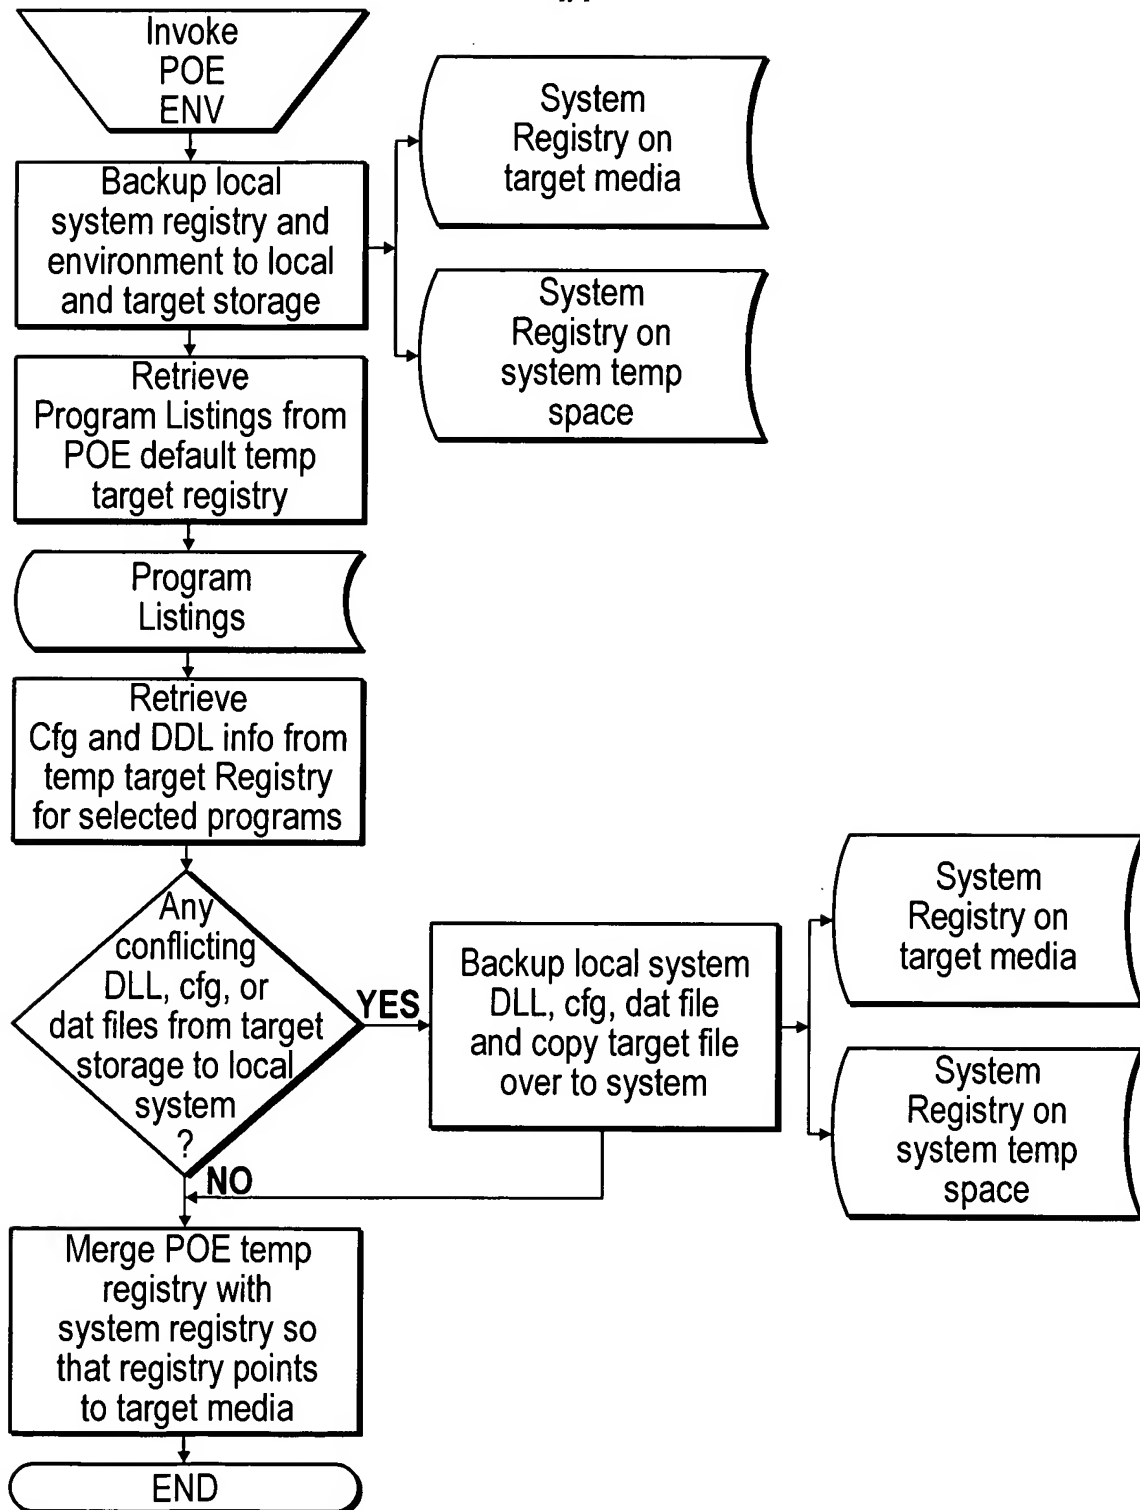 Invoke
POE
ENV
Backup local
system registry and
environment to local
and target storage
System
Registry on
target media
System
Registry on
system temp
space
Retrieve
Program Listings from
POE default temp
target registry
Program
Listings
Retrieve
Cfg and DDL info from
temp target Registry
for selected programs
Any
conflicting
DLL, cfg, or
dat files from target
storage to local
system
?
YES
NO
Backup local system
DLL, cfg, dat file
and copy target file
over to system
System
Registry on
target media
System
Registry on
system temp
space
Merge POE temp
registry with
system registry so
that registry points
to target media
END